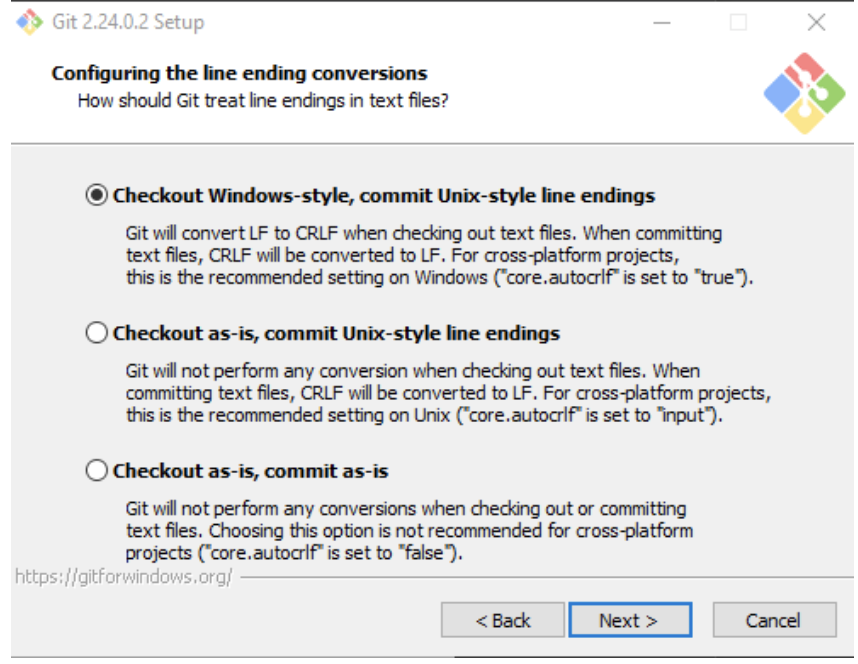 Git 2.24.0.2 Setup
Configuring the line ending conversions
How should Git treat line endings in text files?
Checkout Windows-style, commit Unix-style line endings
Git will convert LF to CRLF when checking out text files. When committing
text files, CRLF will be converted to LF. For cross-platform projects,
this is the recommended setting on Windows ("core.autocrlf" is set to "true").
Checkout as-is, commit Unix-style line endings
Git will not perform any conversion when checking out text files. When
committing text files, CRLF will be converted to LF. For cross-platform projects,
this is the recommended setting on Unix ("core.autocrlf" is set to "input").
Checkout as-is, commit as-is
Git will not perform any conversions when checking out or committing
text files. Choosing this option is not recommended for cross-platform
projects ("core.autocrlf" is set to "false").
https://gitforwindows.org/
< Back Next > Cancel